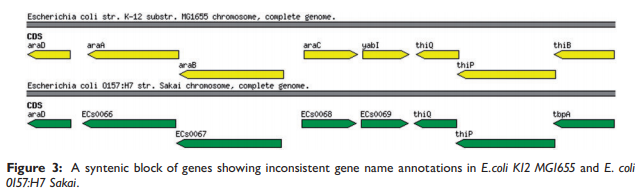 Escherichia coli str. K-12 substr. MG1655 chromosome, complete genome.
CDS
araD araA araC yabI thiQ thiB
araB thiP
Escherichia coli O157:H7 str. Sakai chromosome, complete genome.
CDS
araD ECs0066 ECs0068 ECs0069 thiQ tbpA
ECs0067 thiP
Figure 3: A syntenic block of genes showing inconsistent gene name annotations in E.coli K12 MG1655 and E. coli
0157:H7 Sakai.